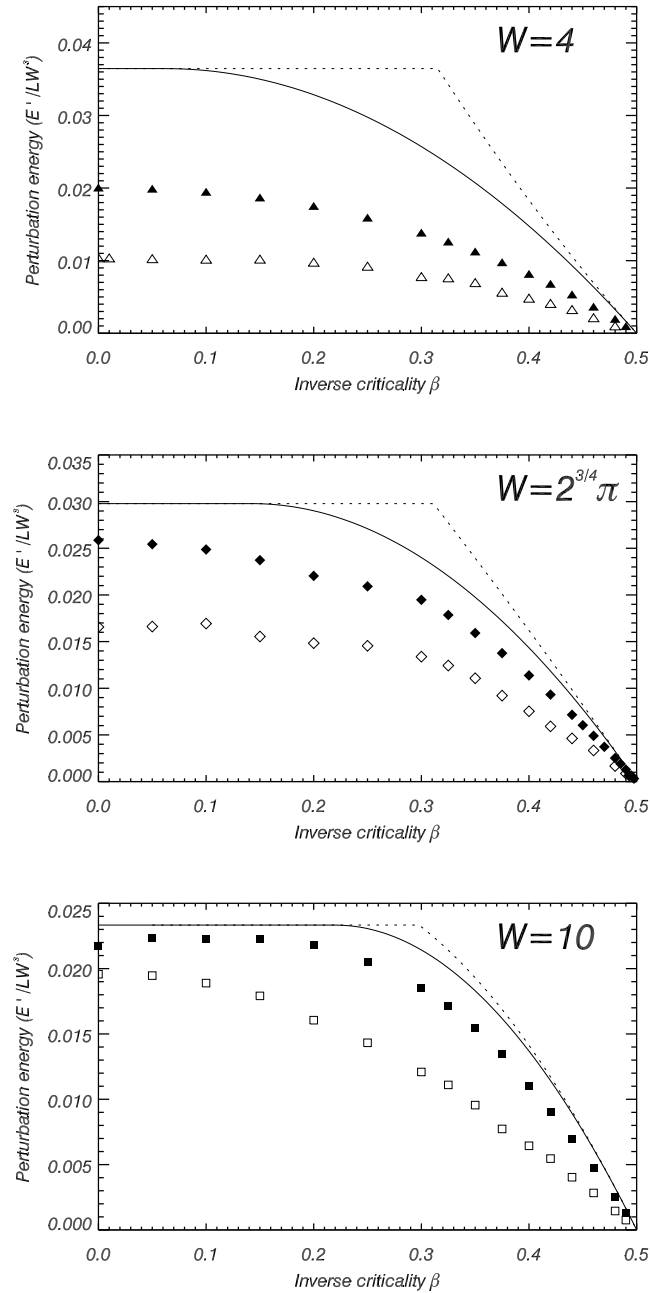 W=4
0.04
0.03
0.02
0.01
0.00
Perturbation energy (E'/LW³)
0.0 0.1 0.2 0.3 0.4 0.5
Inverse criticality β
W=2^{3/4}π
0.035
0.030
0.025
0.020
0.015
0.010
0.005
0.000
Perturbation energy (E'/LW³)
0.0 0.1 0.2 0.3 0.4 0.5
Inverse criticality β
W=10
0.025
0.020
0.015
0.010
0.005
0.000
Perturbation energy (E'/LW³)
0.0 0.1 0.2 0.3 0.4 0.5
Inverse criticality β